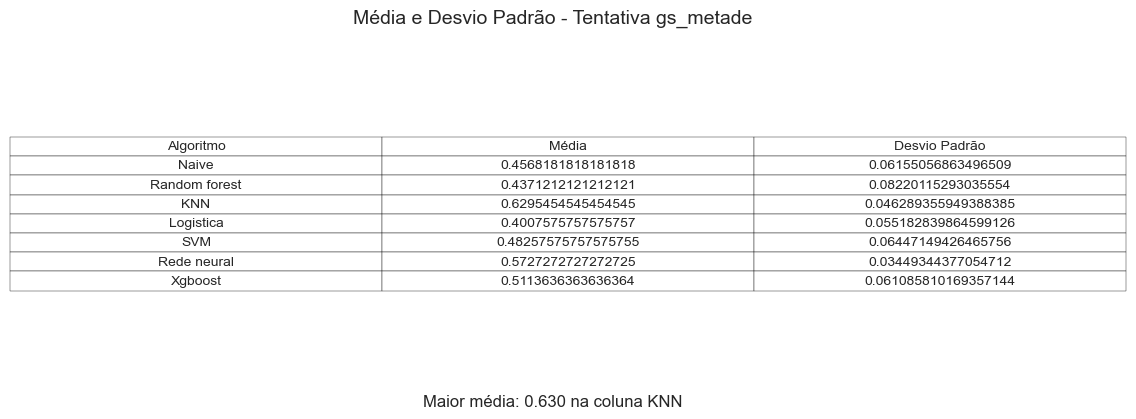 Média e Desvio Padrão - Tentativa gs_metade
Algoritmo Média Desvio Padrão
Naive 0.4568181818181818 0.06155056863496509
Random forest 0.4371212121212121 0.08220115293035554
KNN 0.6295454545454545 0.046289355949388385
Logistica 0.4007575757575757 0.055182839864599126
SVM 0.48257575757575755 0.06447149426465756
Rede neural 0.5727272727272725 0.03449344377054712
Xgboost 0.5113636363636364 0.061085810169357144
Maior média: 0.630 na coluna KNN